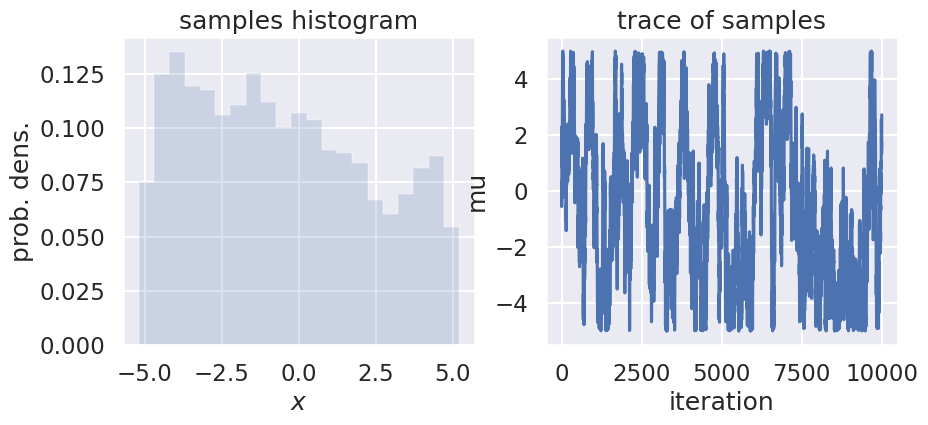 samples histogram
prob. dens.
0.125
0.100
0.075
0.050
0.025
0.000
−5.0 −2.5 0.0 2.5 5.0
x
trace of samples
mu
4
2
0
−2
−4
0 2500 5000 7500 10000
iteration